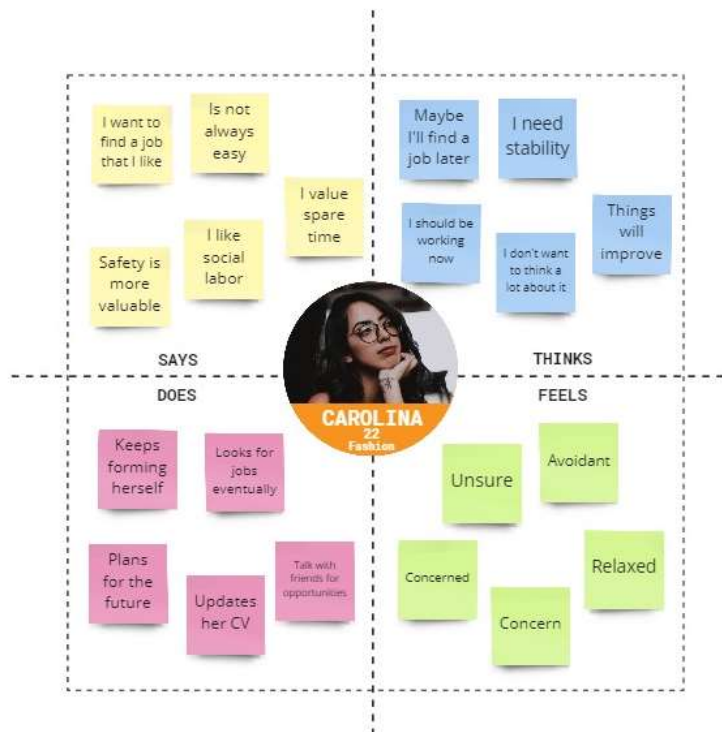 I want to
find a job
that I like
Is not
always
easy
I value
spare
time
Safety is
more
valuable
I like
social
labor
SAYS
Maybe
I'll find a
job later
I need
stability
I should be
working
now
I don't want
to think a
lot about it
Things
will
improve
THINKS
CAROLINA
22
Fashion
DOES
Keeps
forming
herself
Looks for
jobs
eventually
Plans
for the
future
Updates
her CV
Talk with
friends for
opportunities
FEELS
Unsure
Avoidant
Concerned
Concern
Relaxed